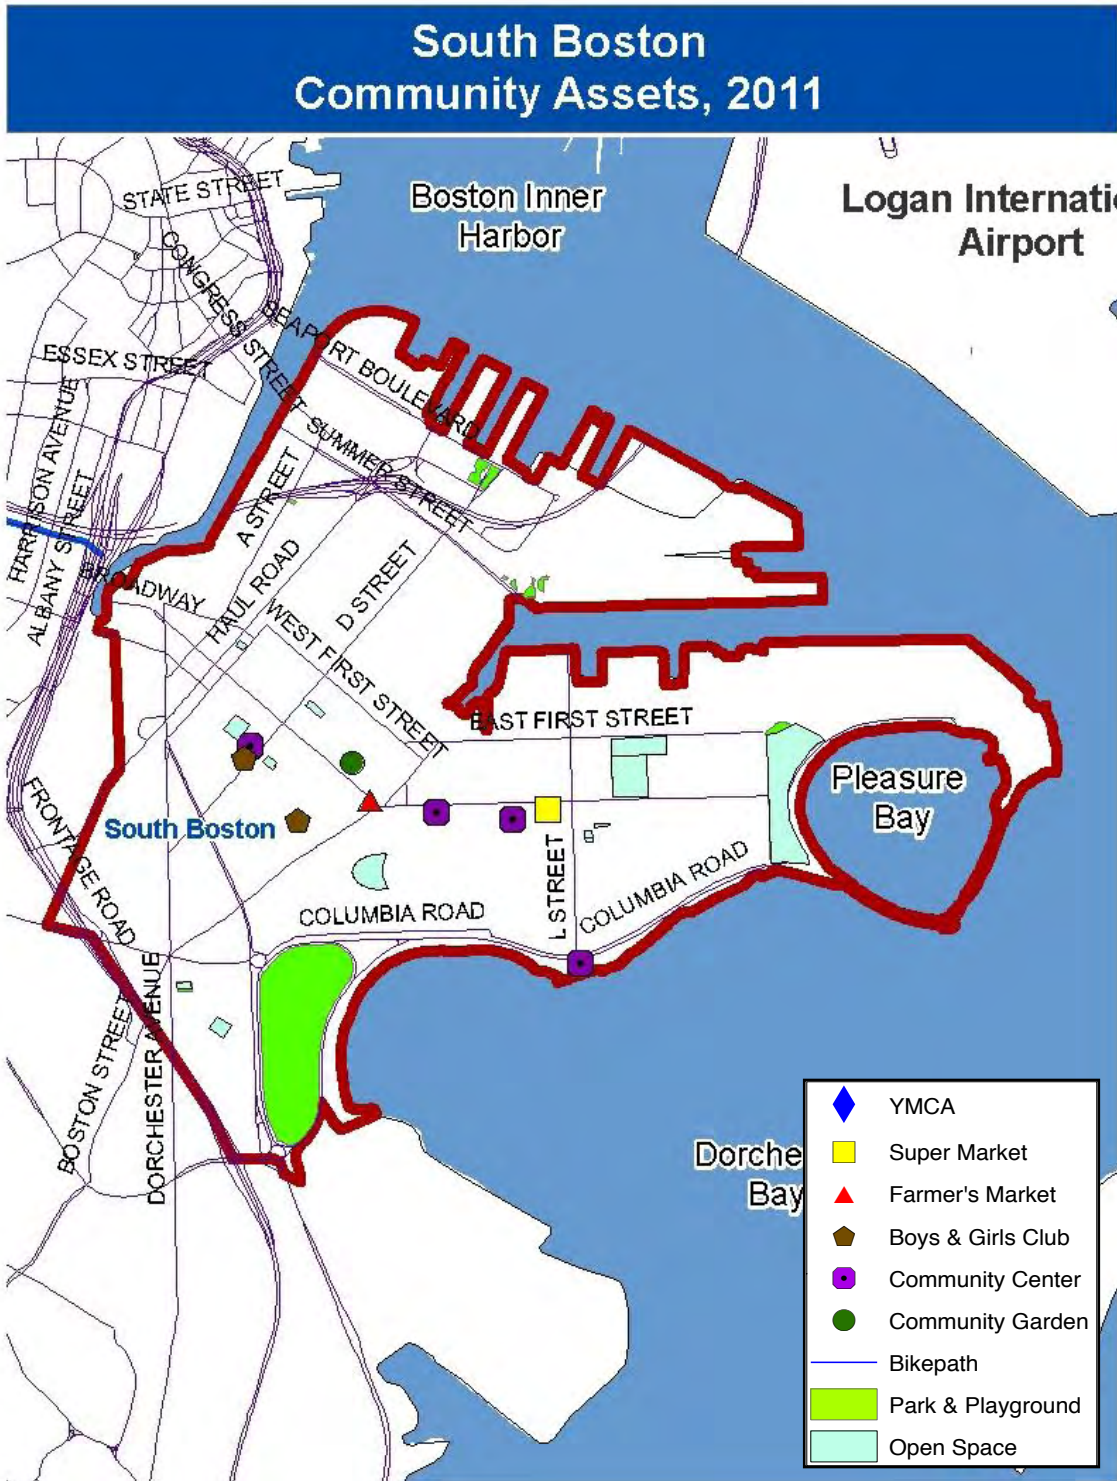 South Boston
Community Assets, 2011
STATE STREET
Boston Inner
Harbor
Logan Internati
Airport
CONGRESS STREET
SEAPORT BOULEVARD
ESSEX STREET
HARRISON AVENUE
ALBANY STREET
SUMMER STREET
A STREET
HAUL ROAD
D STREET
BROADWAY
WEST FIRST STREET
EAST FIRST STREET
Pleasure
Bay
South Boston
FRONTAGE ROAD
L STREET
COLUMBIA ROAD
COLUMBIA ROAD
BOSTON STREET
DORCHESTER AVENUE
Dorche
Bay
YMCA
Super Market
Farmer's Market
Boys & Girls Club
Community Center
Community Garden
Bikepath
Park & Playground
Open Space